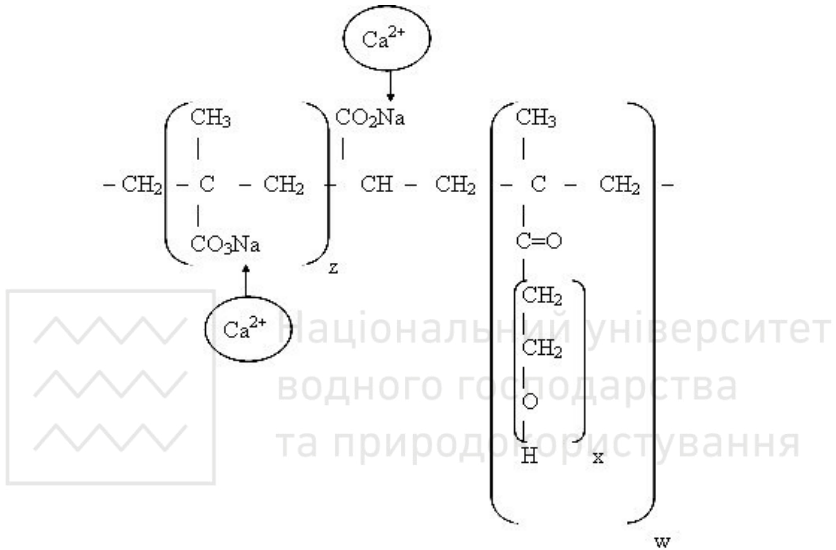 Ca²⁺
CH₃ CO₂Na CH₃
| | |
– CH₂ – C – CH₂ – CH – CH₂ – C – CH₂ –
CO₃Na C=O
z
CH₂
Ca²⁺
Національний університет
CH₂
водного господарства
O
та природокористування
H x
w